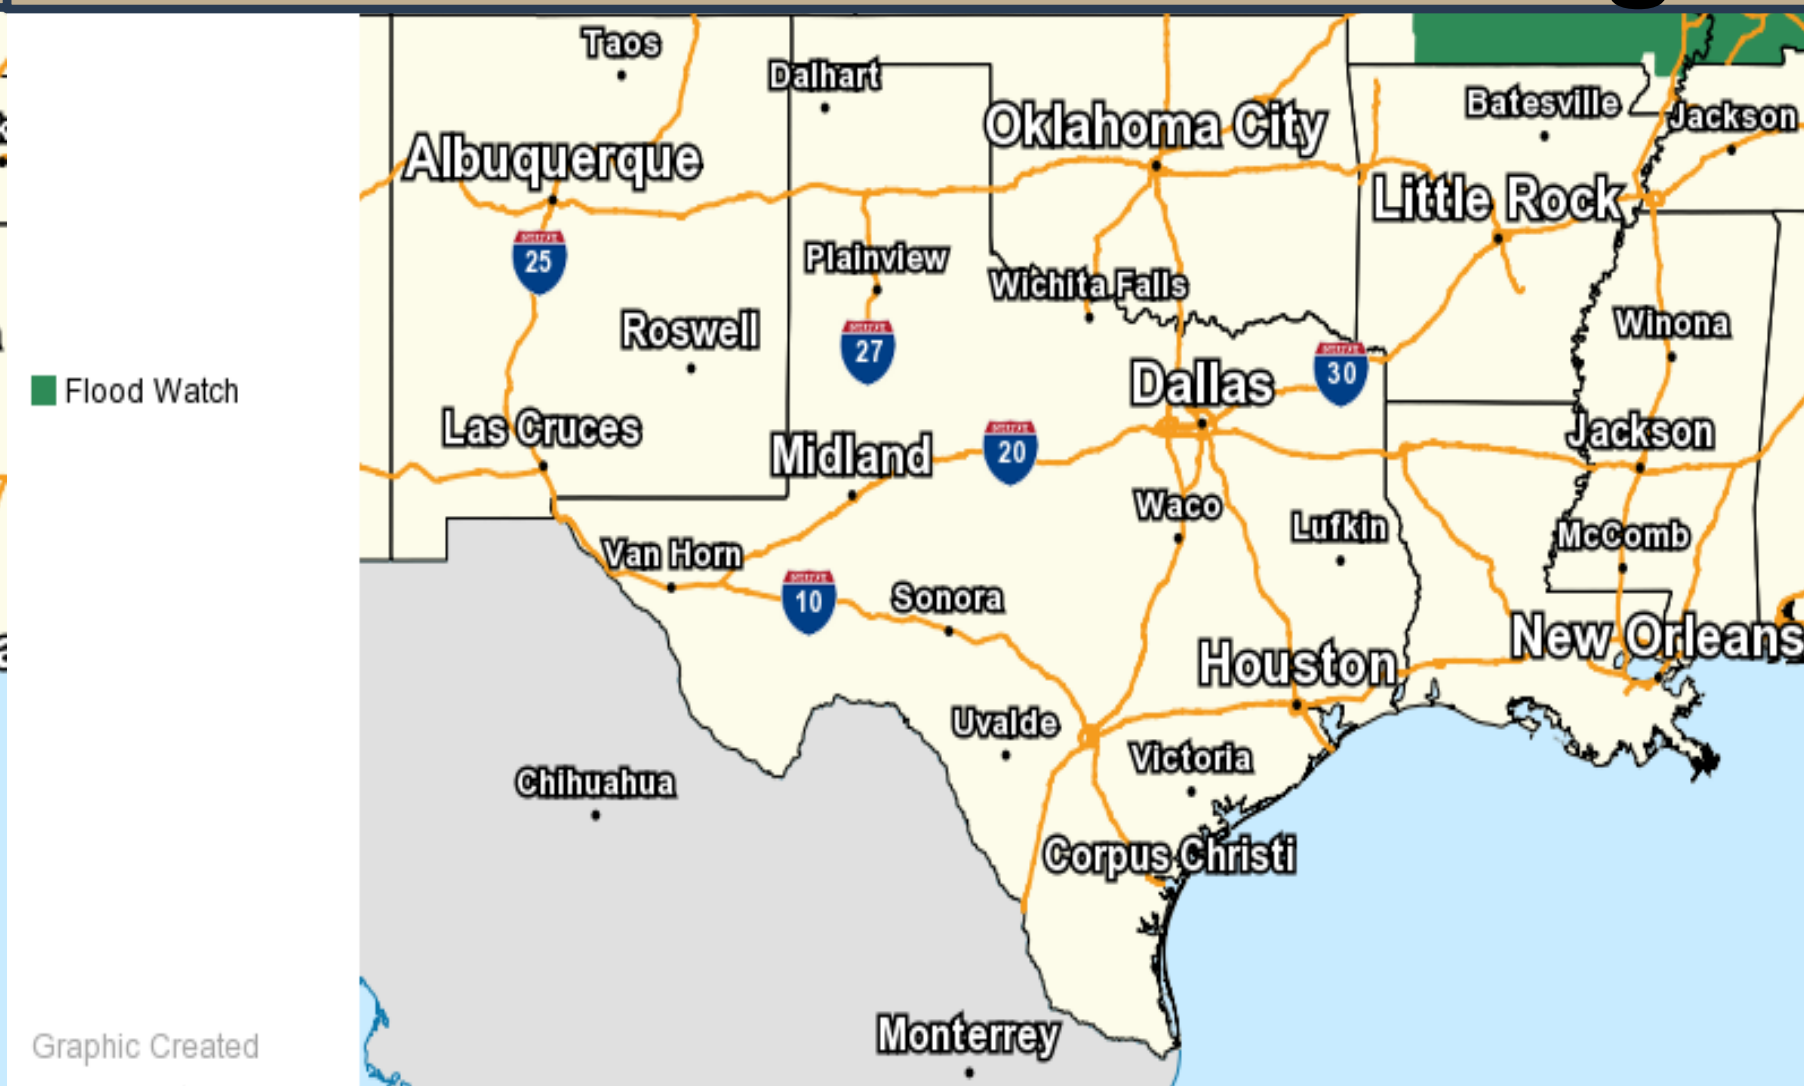 Taos
Dalhart
Oklahoma City
Batesville
Jackson
Albuquerque
Little Rock
25
Plainview
Wichita Falls
Roswell
27
Winona
30
Dallas
Flood Watch
Las Cruces
Midland
20
Jackson
Waco
Lufkin
McComb
Van Horn
10
Sonora
New Orleans
Houston
Uvalde
Victoria
Chihuahua
Corpus Christi
Monterrey
Graphic Created